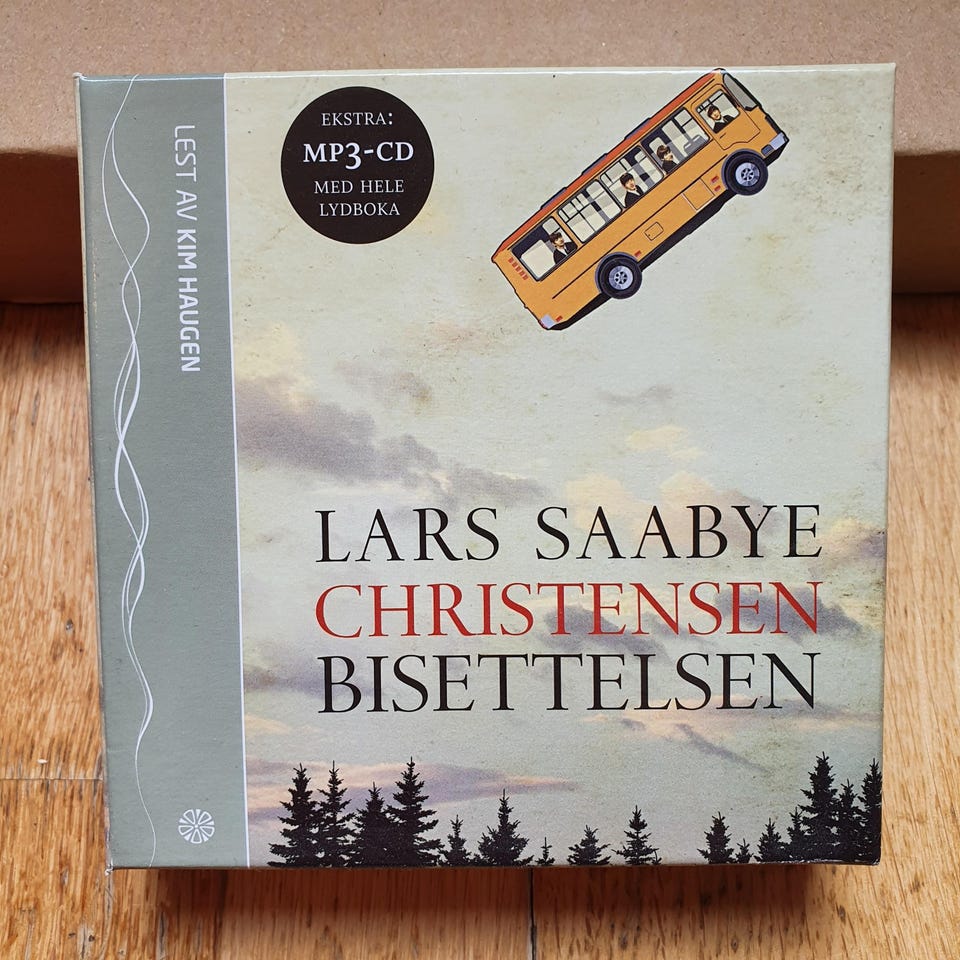 LEST AV KIM HAUGEN
EKSTRA:
MP3-CD
MED HELE
LYDBOKA
LARS SAABYE
CHRISTENSEN
BISETTELSEN